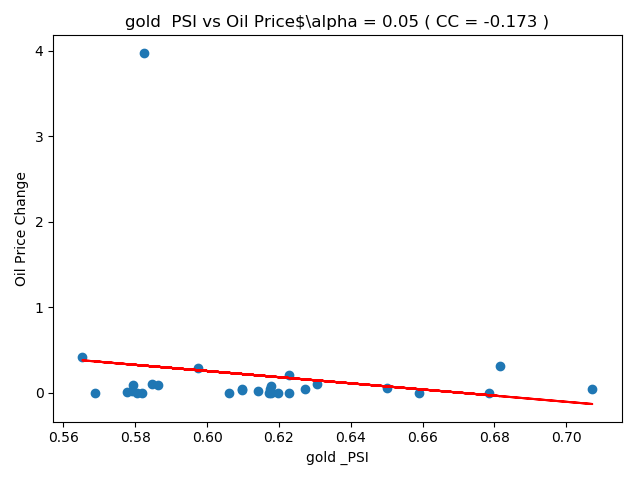 gold  PSI vs Oil Price$\alpha = 0.05 ( CC = -0.173 )
4
3
2
1
0
Oil Price Change
0.56 0.58 0.60 0.62 0.64 0.66 0.68 0.70
gold _PSI